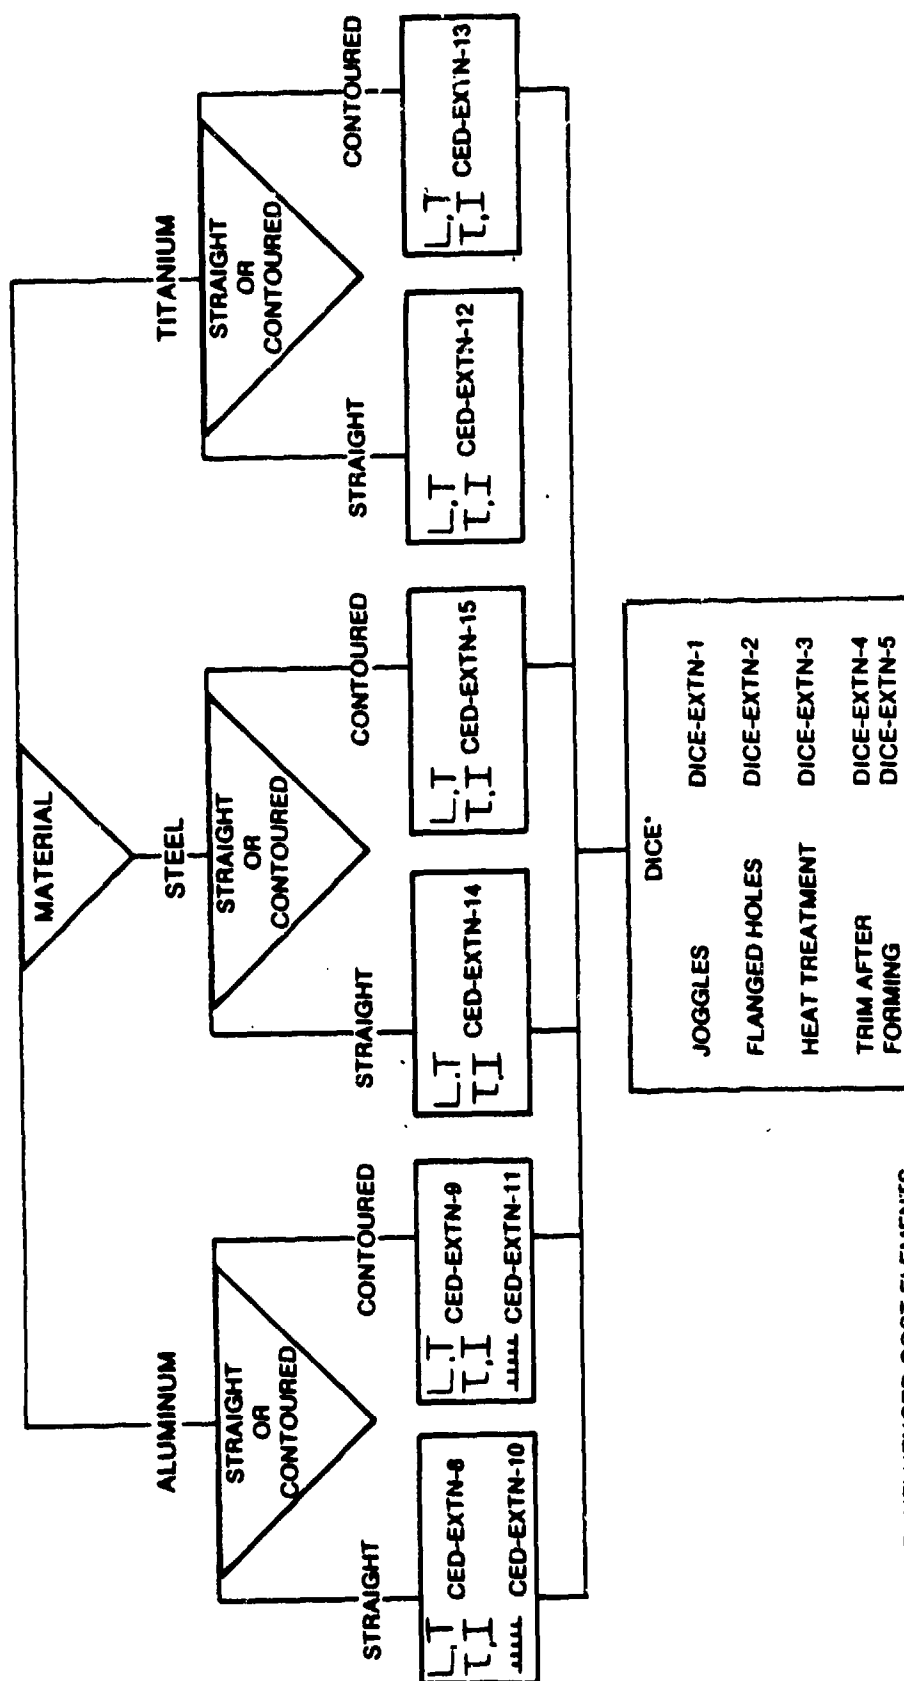 MATERIAL
ALUMINUM
STEEL
TITANIUM
STRAIGHT
OR
CONTOURED
STRAIGHT
OR
CONTOURED
STRAIGHT
OR
CONTOURED
STRAIGHT
CONTOURED
STRAIGHT
CONTOURED
STRAIGHT
CONTOURED
CED-EXTN-8
CED-EXTN-10
CED-EXTN-9
CED-EXTN-11
CED-EXTN-14
CED-EXTN-15
CED-EXTN-12
CED-EXTN-13
DICE*
JOGGLES DICE-EXTN-1
FLANGED HOLES DICE-EXTN-2
HEAT TREATMENT DICE-EXTN-3
TRIM AFTER DICE-EXTN-4
FORMING DICE-EXTN-5
COST ELEMENTS